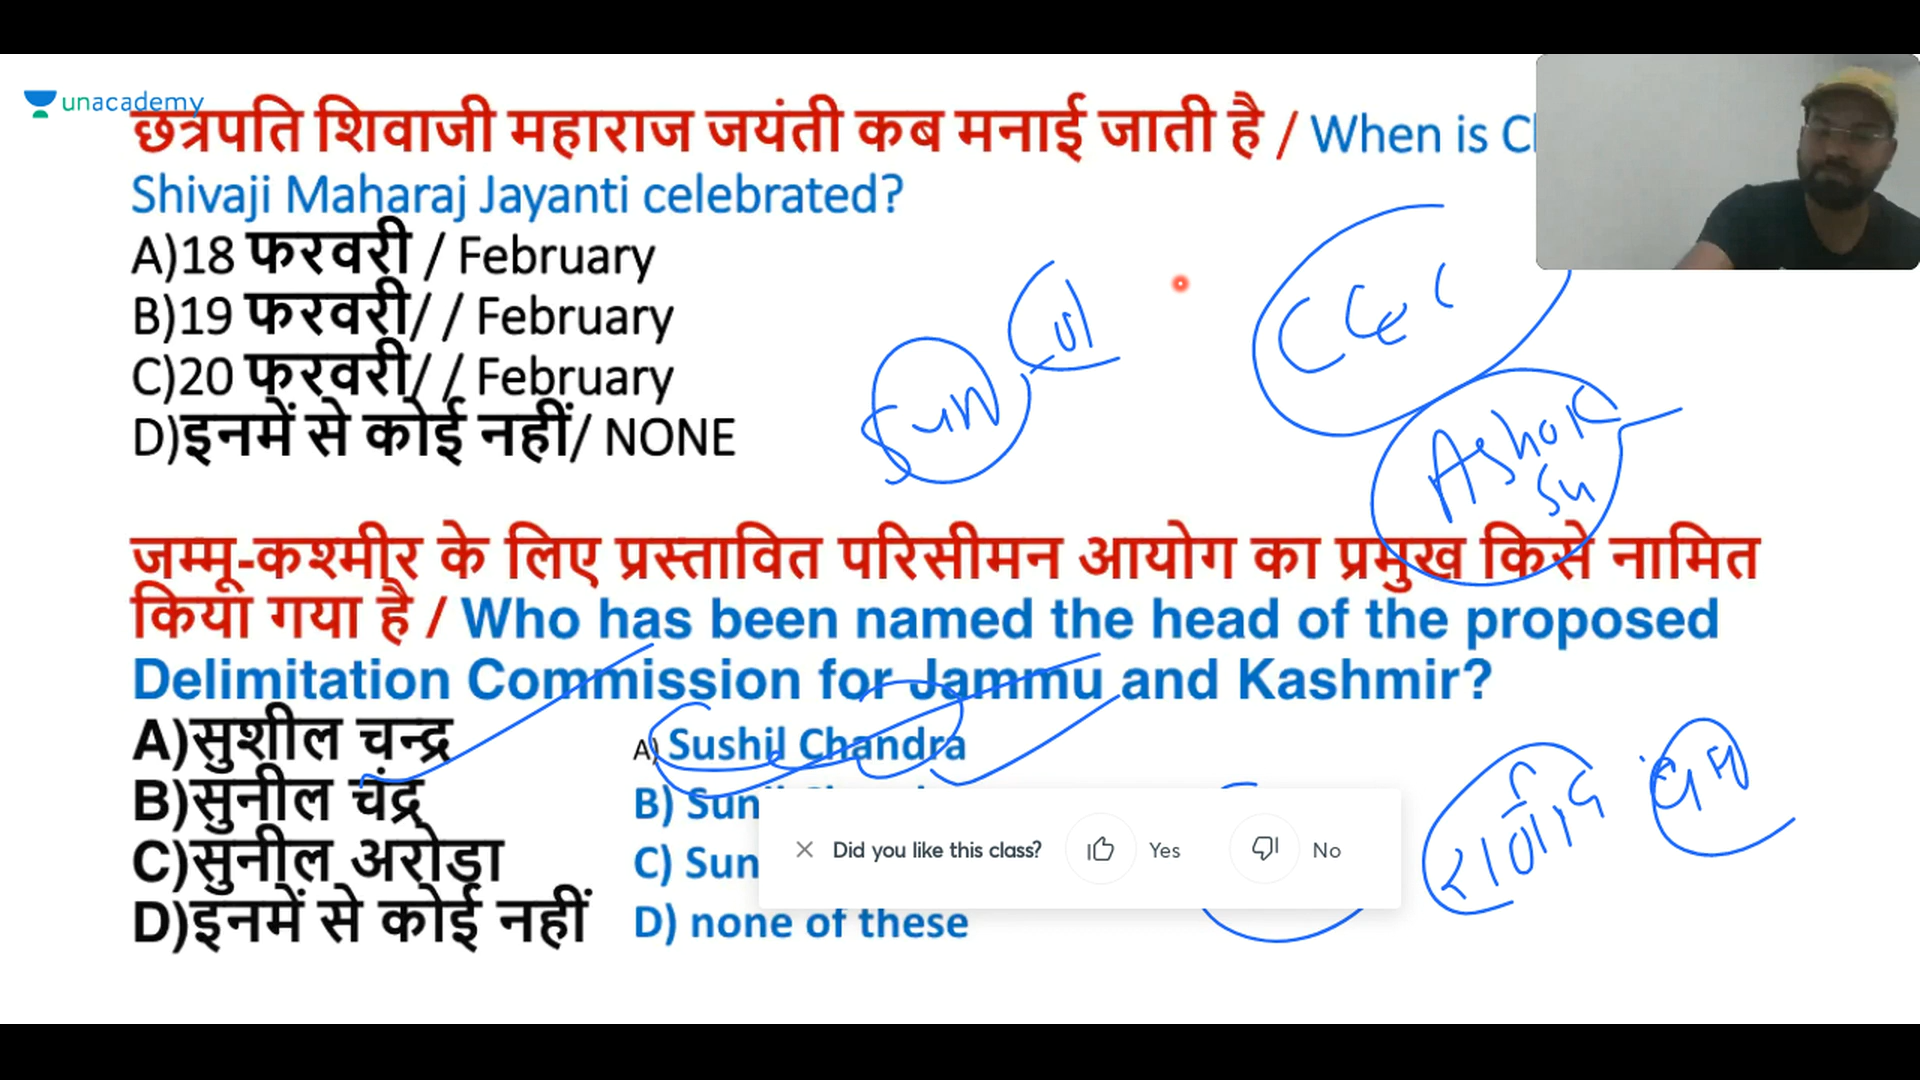 unacademy
छत्रपति शिवाजी महाराज जयंती कब मनाई जाती है / When is
Shivaji Maharaj Jayanti celebrated?
A)18 फरवरी / February
B)19 फरवरी/ / February
C)20 फरवरी/ / February
D)इनमें से कोई नहीं/ NONE
Sun
Ashok
Su
जम्मू-कश्मीर के लिए प्रस्तावित परिसीमन आयोग का प्रमुख किसे नामित
किया गया है / Who has been named the head of the proposed
Delimitation Commission for Jammu and Kashmir?
A)सुशील चन्द्र
B)सुनील चंद्र
C)सुनील अरोडा
D)इनमें से कोई नहीं
A) Sushil Chandra
B) Sun
C) Sun
D) none of these
Did you like this class? Yes No